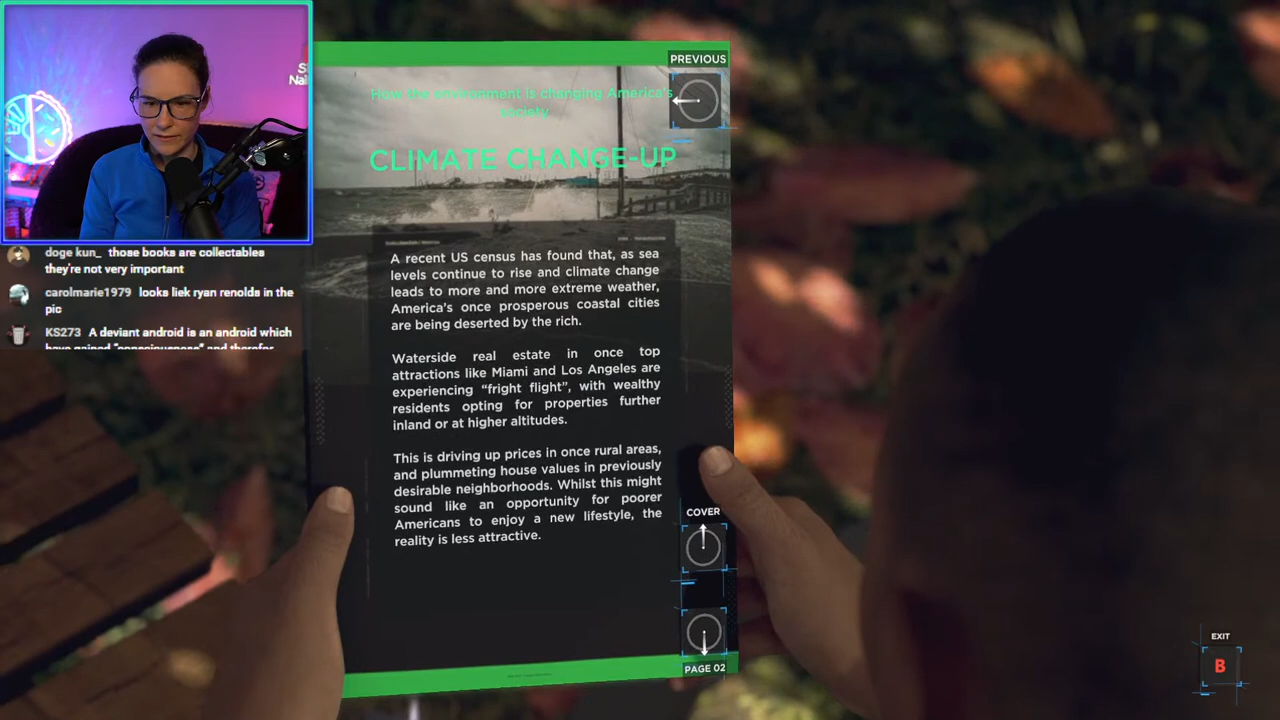 PREVIOUS
How the environment is changing America's
society
CLIMATE CHANGE-UP
A recent US census has found that, as sea
levels continue to rise and climate change
leads to more and more extreme weather,
America's once prosperous coastal cities
are being deserted by the rich.
Waterside real estate in once top
attractions like Miami and Los Angeles are
experiencing "fright flight", with wealthy
residents opting for properties further
inland or at higher altitudes.
This is driving up prices in once rural areas,
and plummeting house values in previously
desirable neighborhoods. Whilst this might
sound like an opportunity for poorer
Americans to enjoy a new lifestyle, the
reality is less attractive.
COVER
PAGE 02
EXIT
B
doge kun_ those books are collectables
they're not very important
carolmarie1979 looks liek ryan renolds in the
pic
KS273 A deviant android is an android which
have gained "consciousness" and